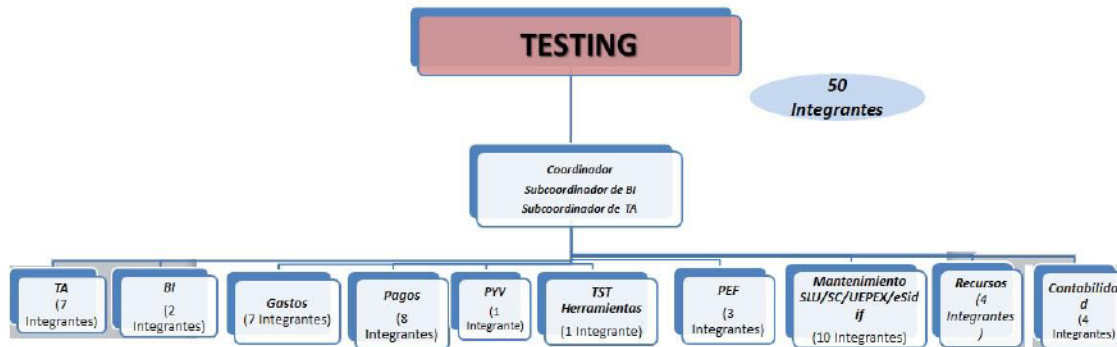 TESTING
50
Integrantes
Coordinador
Subcoordinador de BI
Subcoordinador de TA
TA
(7
Integrantes)
BI
(2
Integrantes)
Gastos
(7 Integrantes)
Pagos
(8
Integrantes)
PYV
(1
Integrante)
TST
Herramientas
(1 Integrante)
PEF
(3
Integrantes)
Mantenimiento
SLU/SC/UEPEX/eSid
if
(10 Integrantes)
Recursos (4
Integrantes
)
Contabilida
d
(4
Integrantes)